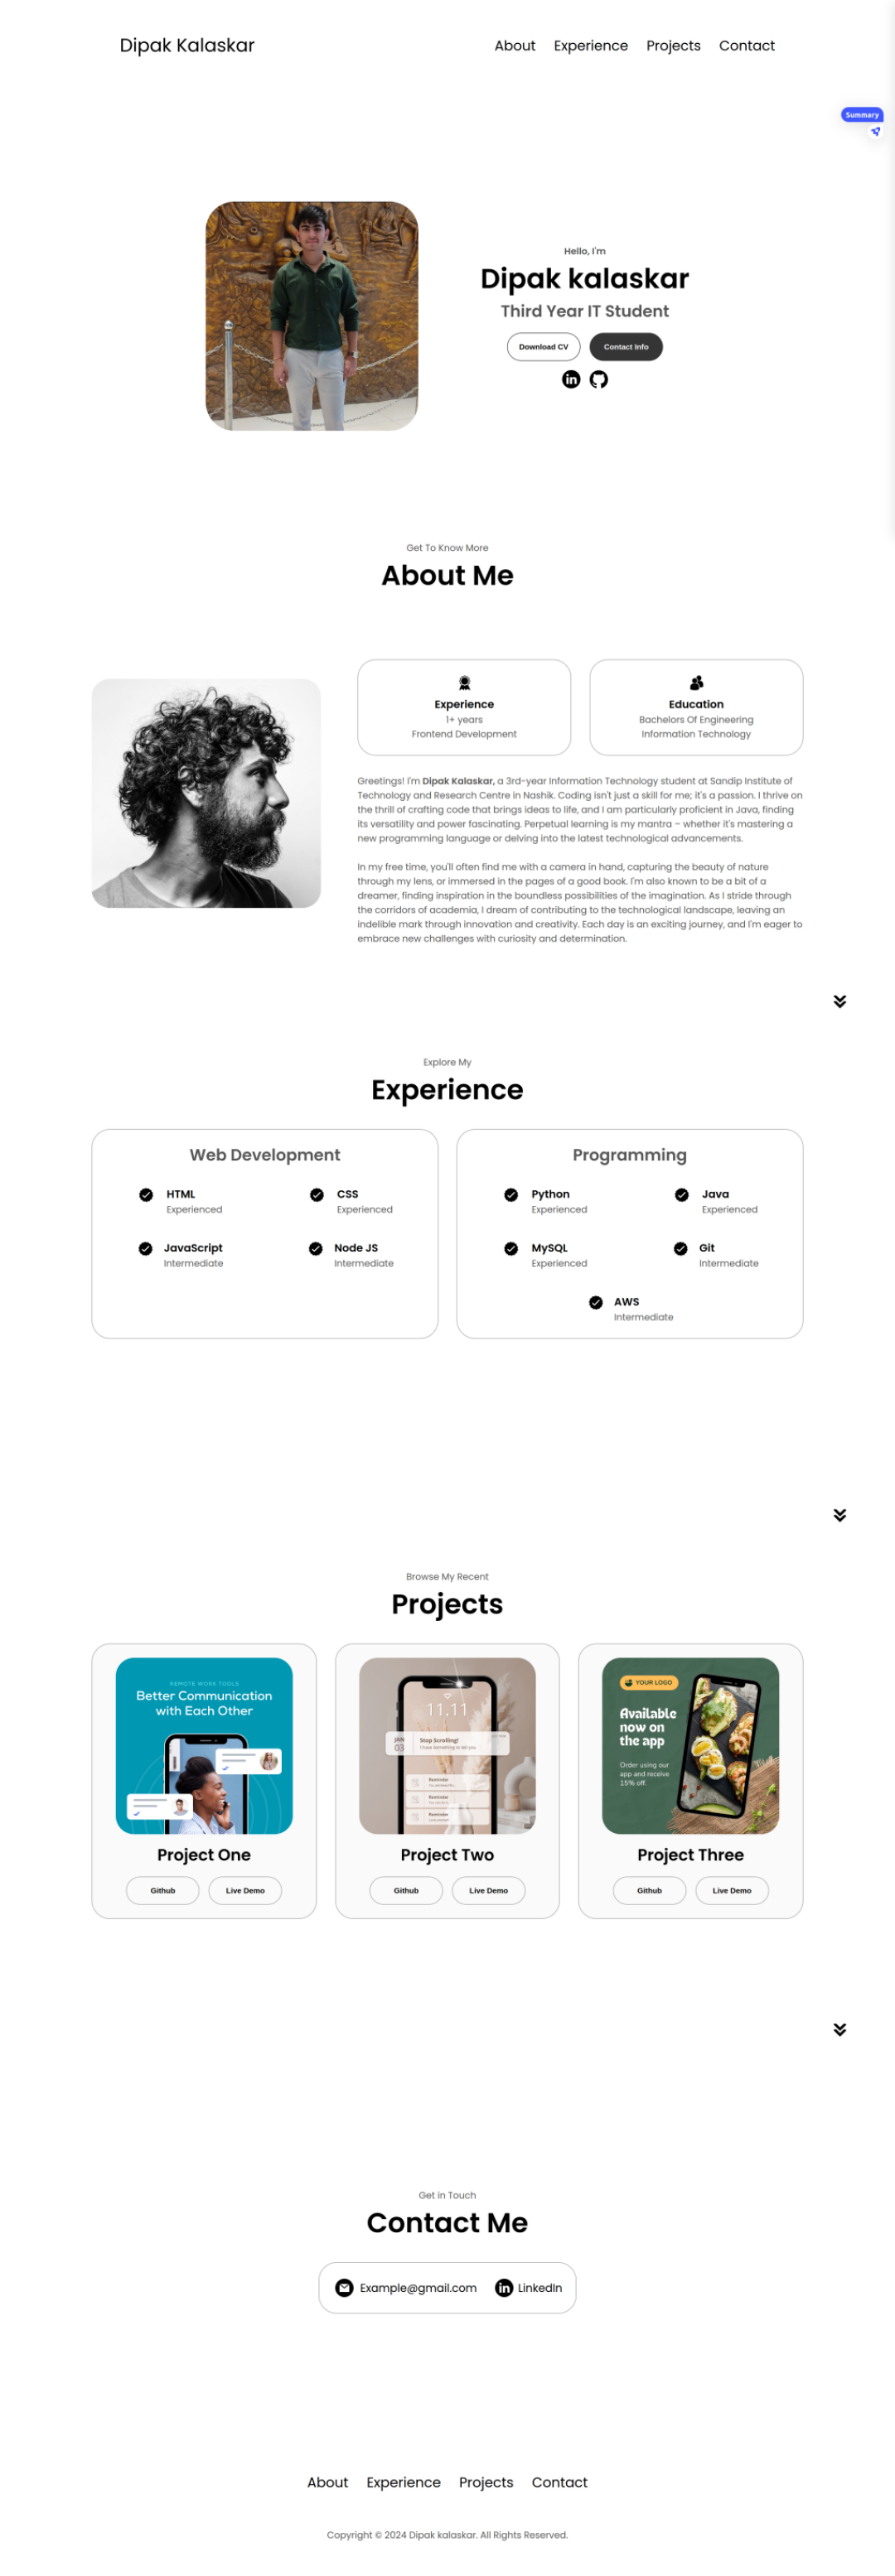 Dipak Kalaskar
About Experience Projects Contact
Summary
Hello, I'm
Dipak kalaskar
Third Year IT Student
Download CV Contact Info
Get To Know More
About Me
Experience
1+ years
Frontend Development
Education
Bachelors Of Engineering
Information Technology
Greetings! I'm Dipak Kalaskar, a 3rd-year Information Technology student at Sandip Institute of
Technology and Research Centre in Nashik. Coding isn't just a skill for me; it's a passion. I thrive on
the thrill of crafting code that brings ideas to life, and I am particularly proficient in Java, finding
its versatility and power fascinating. Perpetual learning is my mantra – whether it's mastering a
new programming language or delving into the latest technological advancements.
In my free time, you'll often find me with a camera in hand, capturing the beauty of nature
through my lens, or immersed in the pages of a good book. I'm also known to be a bit of a
dreamer, finding inspiration in the boundless possibilities of the imagination. As I stride through
the corridors of academia, I dream of contributing to the technological landscape, leaving an
indelible mark through innovation and creativity. Each day is an exciting journey, and I'm eager to
embrace new challenges with curiosity and determination.
Explore My
Experience
Web Development
HTML
Experienced
CSS
Experienced
JavaScript
Intermediate
Node JS
Intermediate
Programming
Python
Experienced
Java
Experienced
MySQL
Experienced
Git
Intermediate
AWS
Intermediate
Browse My Recent
Projects
REMOTE WORK TOOLS
Better Communication
with Each Other
Project One
Github Live Demo
11.11
JAN
03
Stop Scrolling!
I have something to tell you
Reminder
Reminder
Reminder
Project Two
Github Live Demo
YOUR LOGO
Available
now on
the app
Order using our
app and receive
15% off.
Project Three
Github Live Demo
Get in Touch
Contact Me
Example@gmail.com
LinkedIn
About Experience Projects Contact
Copyright © 2024 Dipak kalaskar. All Rights Reserved.